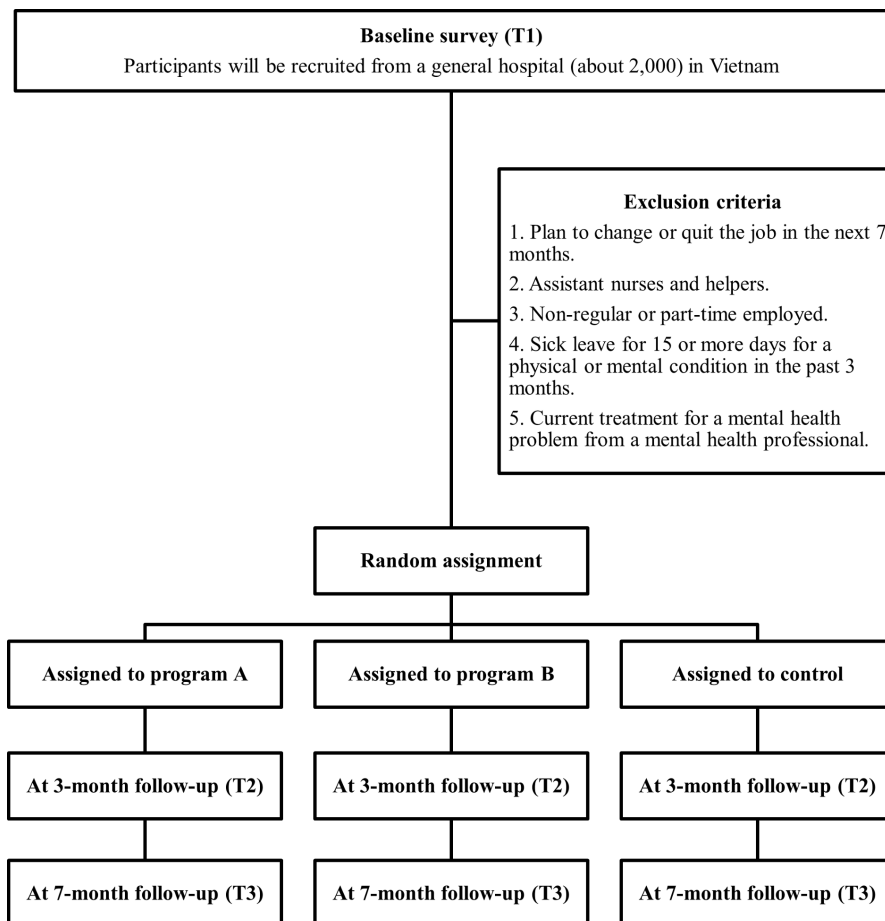 Baseline survey (T1)
Participants will be recruited from a general hospital (about 2,000) in Vietnam
Exclusion criteria
1. Plan to change or quit the job in the next 7
months.
2. Assistant nurses and helpers.
3. Non-regular or part-time employed.
4. Sick leave for 15 or more days for a
physical or mental condition in the past 3
months.
5. Current treatment for a mental health
problem from a mental health professional.
Random assignment
Assigned to program A
Assigned to program B
Assigned to control
At 3-month follow-up (T2)
At 3-month follow-up (T2)
At 3-month follow-up (T2)
At 7-month follow-up (T3)
At 7-month follow-up (T3)
At 7-month follow-up (T3)